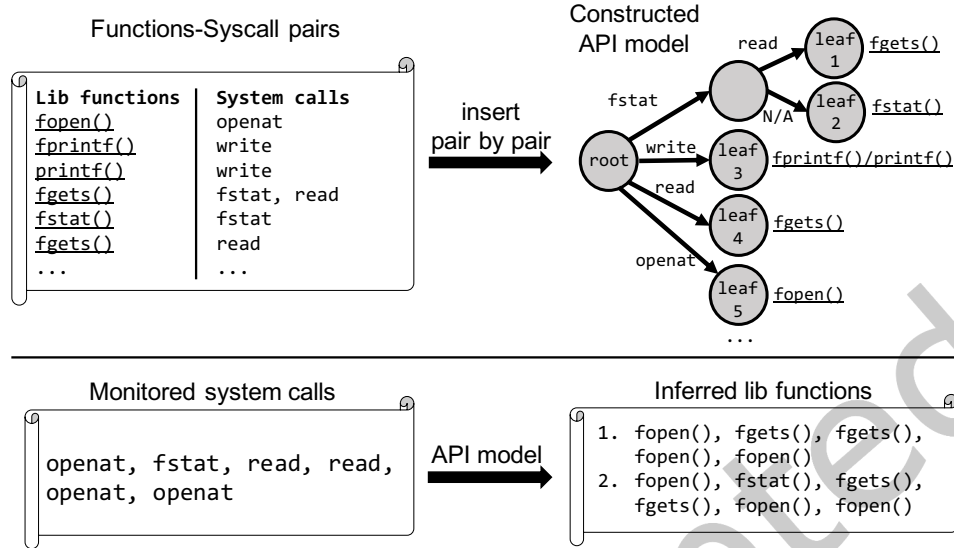 Functions-Syscall pairs
Lib functions System calls
fopen() openat
fprintf() write
printf() write
fgets() fstat, read
fstat() fstat
fgets() read
... ...
insert
pair by pair
Constructed
API model
root
fstat
write
read
openat
read
N/A
leaf
1
fgets()
leaf
2
fstat()
leaf
3
fprintf()/printf()
leaf
4
fgets()
leaf
5
fopen()
...
Monitored system calls
openat, fstat, read, read,
openat, openat
API model
Inferred lib functions
1. fopen(), fgets(), fgets(),
fopen(), fopen()
2. fopen(), fstat(), fgets(),
fgets(), fopen(), fopen()